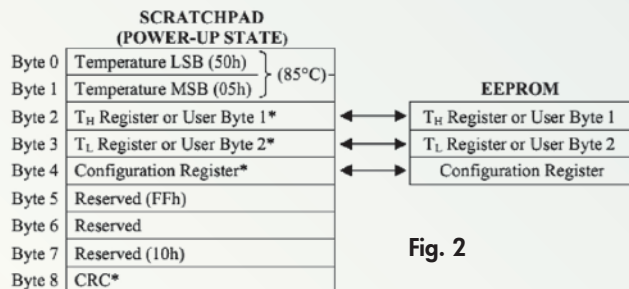 SCRATCHPAD
(POWER-UP STATE)
Byte 0 Temperature LSB (50h)
(85°C)
Byte 1 Temperature MSB (05h)
EEPROM
Byte 2 TH Register or User Byte 1* TH Register or User Byte 1
Byte 3 TL Register or User Byte 2* TL Register or User Byte 2
Byte 4 Configuration Register* Configuration Register
Byte 5 Reserved (FFh)
Byte 6 Reserved
Byte 7 Reserved (10h)
Byte 8 CRC*
Fig. 2